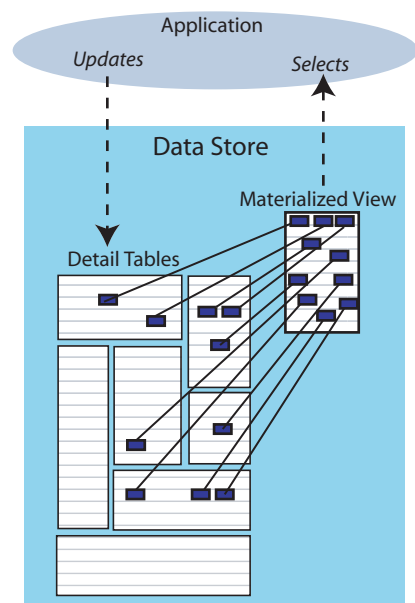 Application
Updates
Selects
Data Store
Materialized View
Detail Tables